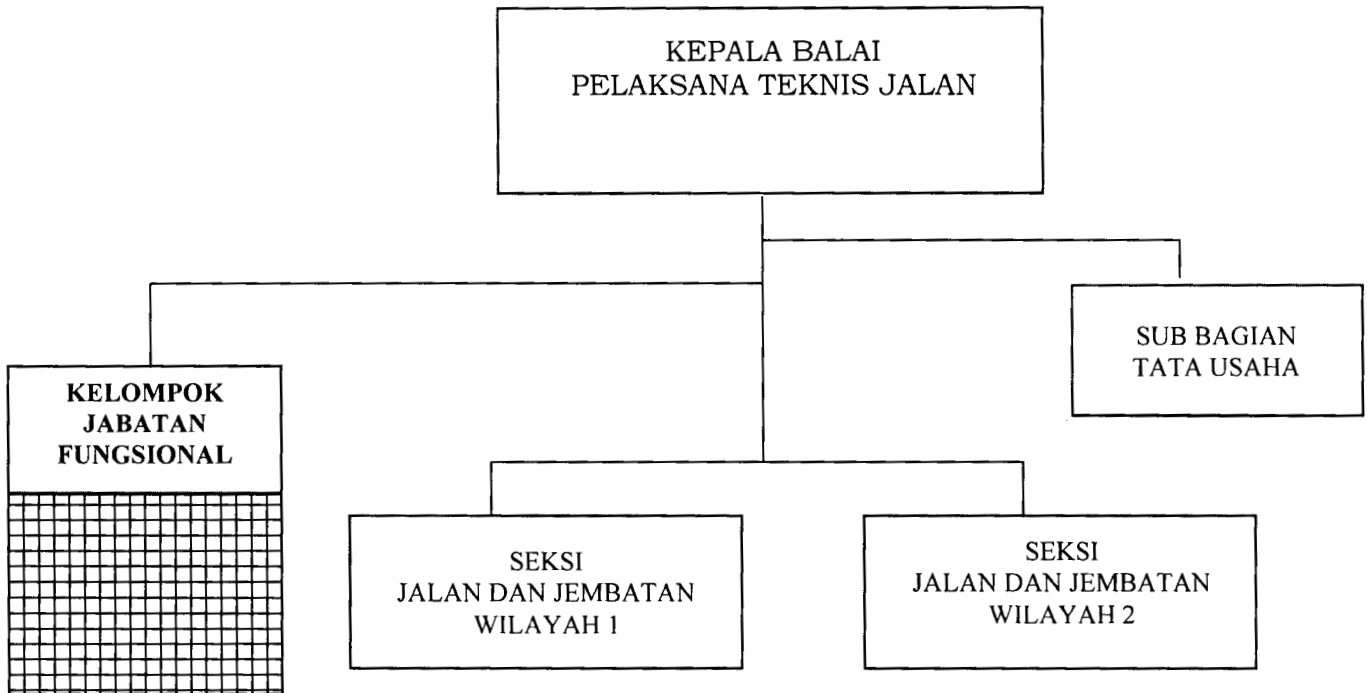 KEPALA BALAI
PELAKSANA TEKNIS JALAN
SUB BAGIAN
TATA USAHA
KELOMPOK
JABATAN
FUNGSIONAL
SEKSI
JALAN DAN JEMBATAN
WILAYAH 1
SEKSI
JALAN DAN JEMBATAN
WILAYAH 2